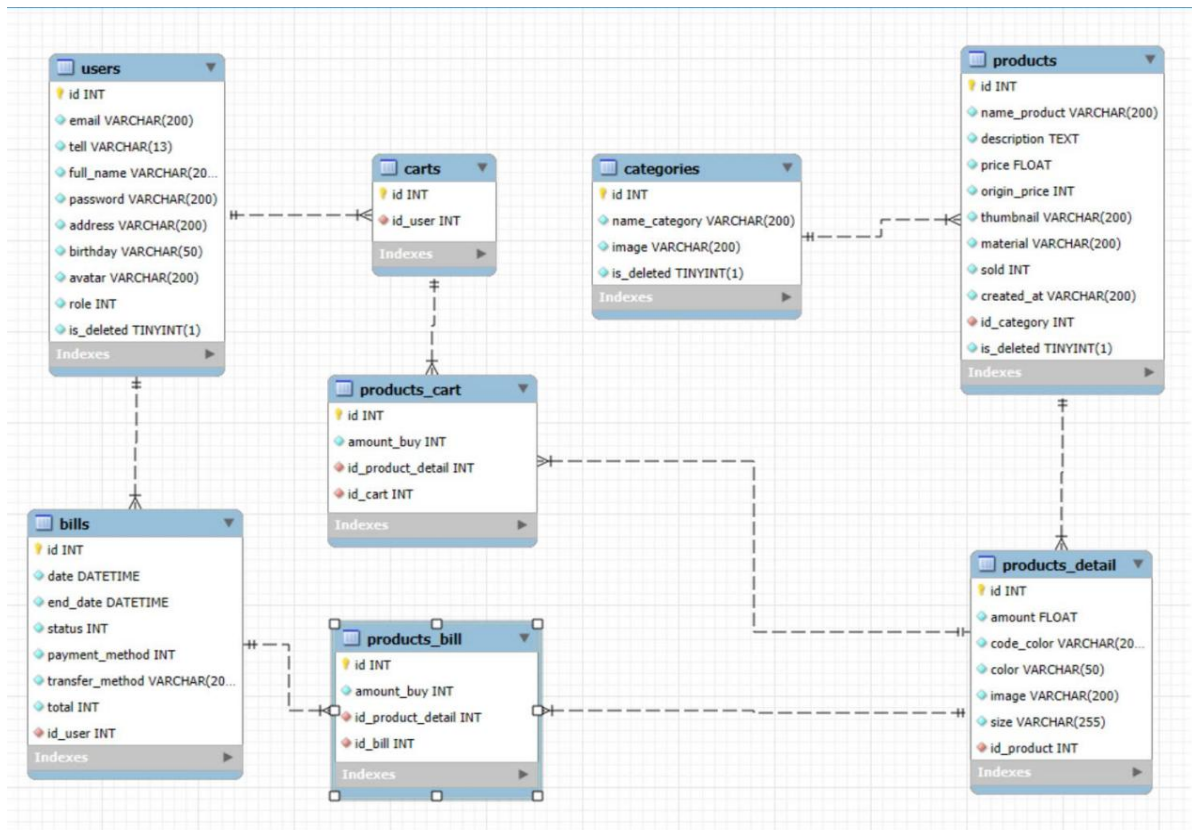 users
id INT
email VARCHAR(200)
tell VARCHAR(13)
full_name VARCHAR(20...
password VARCHAR(200)
address VARCHAR(200)
birthday VARCHAR(50)
avatar VARCHAR(200)
role INT
is_deleted TINYINT(1)
Indexes
carts
id INT
id_user INT
Indexes
categories
id INT
name_category VARCHAR(200)
image VARCHAR(200)
is_deleted TINYINT(1)
Indexes
products
id INT
name_product VARCHAR(200)
description TEXT
price FLOAT
origin_price INT
thumbnail VARCHAR(200)
material VARCHAR(200)
sold INT
created_at VARCHAR(200)
id_category INT
is_deleted TINYINT(1)
Indexes
products_cart
id INT
amount_buy INT
id_product_detail INT
id_cart INT
Indexes
bills
id INT
date DATETIME
end_date DATETIME
status INT
payment_method INT
transfer_method VARCHAR(20...
total INT
id_user INT
Indexes
products_bill
id INT
amount_buy INT
id_product_detail INT
id_bill INT
Indexes
products_detail
id INT
amount FLOAT
code_color VARCHAR(20...
color VARCHAR(50)
image VARCHAR(200)
size VARCHAR(255)
id_product INT
Indexes